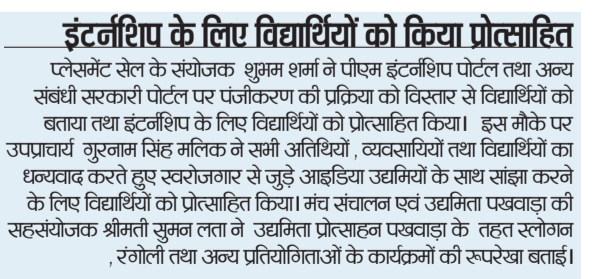 इंटर्नशिप के लिए विद्यार्थियों को किया प्रोत्साहित
प्लेसमेंट सेल के संयोजक शुभम शर्मा ने पीएम इंटर्नशिप पोर्टल तथा अन्य
संबंधी सरकारी पोर्टल पर पंजीकरण की प्रक्रिया को विस्तार से विद्यार्थियों को
बताया तथा इंटर्नशिप के लिए विद्यार्थियों को प्रोत्साहित किया। इस मौके पर
उपप्राचार्य गुरनाम सिंह मलिक ने सभी अतिथियों , व्यवसायियों तथा विद्यार्थियों का
धन्यवाद करते हुए स्वरोजगार से जुड़े आइडिया उद्यमियों के साथ सांझा करने
के लिए विद्यार्थियों को प्रोत्साहित किया। मंच संचालन एवं उद्यमिता पखवाड़ा की
सहसंयोजक श्रीमती सुमन लता ने उद्यमिता प्रोत्साहन पखवाड़ा के तहत स्लोगन
, रंगोली तथा अन्य प्रतियोगिताओं के कार्यक्रमों की रूपरेखा बताई।